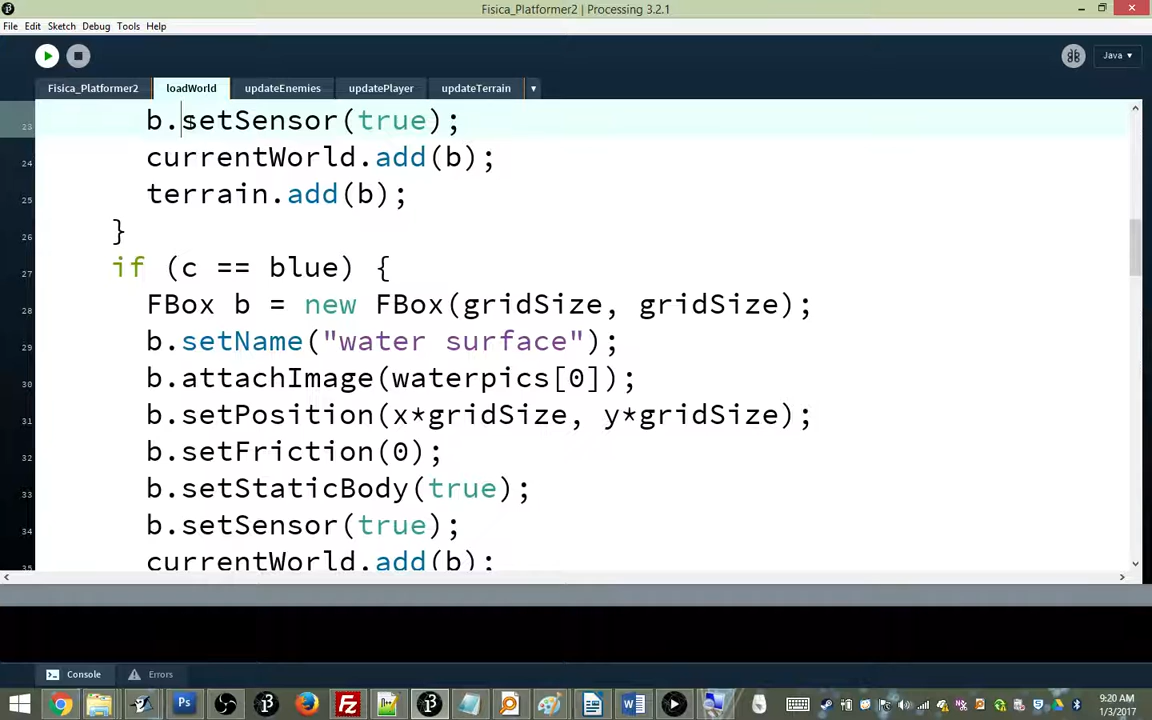 Fisica_Platformer2 | Processing 3.2.1
File Edit Sketch Debug Tools Help
Java ▾
Fisica_Platformer2 loadWorld updateEnemies updatePlayer updateTerrain
23 b.setSensor(true);
24 currentWorld.add(b);
25 terrain.add(b);
26 }
27 if (c == blue) {
28 FBox b = new FBox(gridSize, gridSize);
29 b.setName("water surface");
30 b.attachImage(waterpics[0]);
31 b.setPosition(x*gridSize, y*gridSize);
32 b.setFriction(0);
33 b.setStaticBody(true);
34 b.setSensor(true);
35 currentWorld.add(b);
Console Errors
9:20 AM
1/3/2017